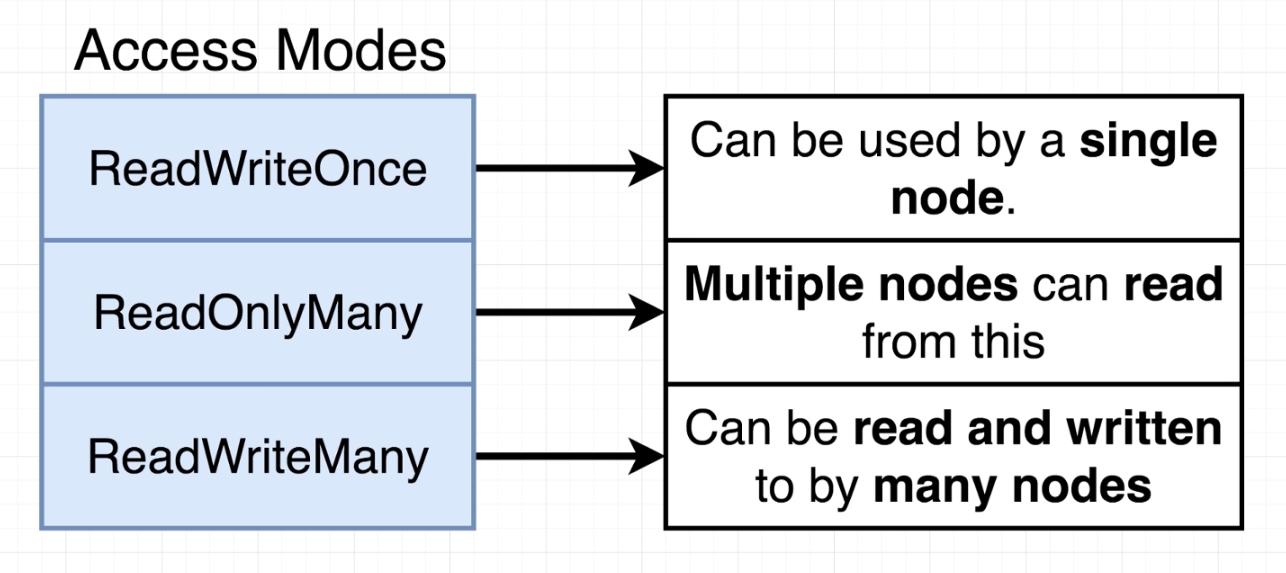 Access Modes
ReadWriteOnce
Can be used by a single
node.
ReadOnlyMany
Multiple nodes can read
from this
ReadWriteMany
Can be read and written
to by many nodes